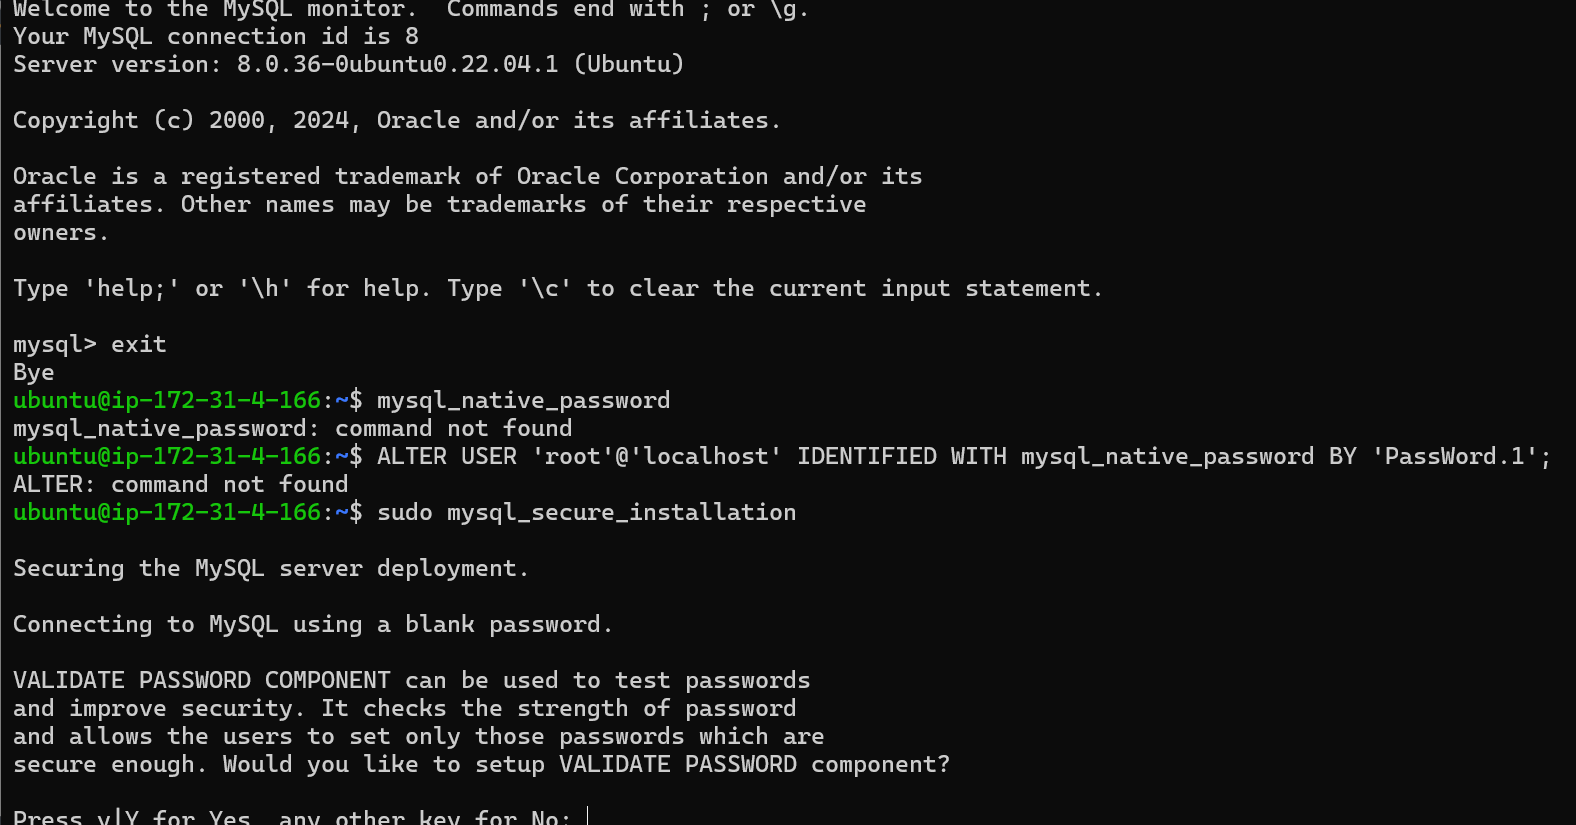 Welcome to the MySQL monitor.  Commands end with ; or \g.
Your MySQL connection id is 8
Server version: 8.0.36-0ubuntu0.22.04.1 (Ubuntu)
Copyright (c) 2000, 2024, Oracle and/or its affiliates.
Oracle is a registered trademark of Oracle Corporation and/or its
affiliates. Other names may be trademarks of their respective
owners.
Type 'help;' or '\h' for help. Type '\c' to clear the current input statement.
mysql> exit
Bye
ubuntu@ip-172-31-4-166:~$ mysql_native_password
mysql_native_password: command not found
ubuntu@ip-172-31-4-166:~$ ALTER USER 'root'@'localhost' IDENTIFIED WITH mysql_native_password BY 'PassWord.1';
ALTER: command not found
ubuntu@ip-172-31-4-166:~$ sudo mysql_secure_installation
Securing the MySQL server deployment.
Connecting to MySQL using a blank password.
VALIDATE PASSWORD COMPONENT can be used to test passwords
and improve security. It checks the strength of password
and allows the users to set only those passwords which are
secure enough. Would you like to setup VALIDATE PASSWORD component?
Press y|Y for Yes, any other key for No: